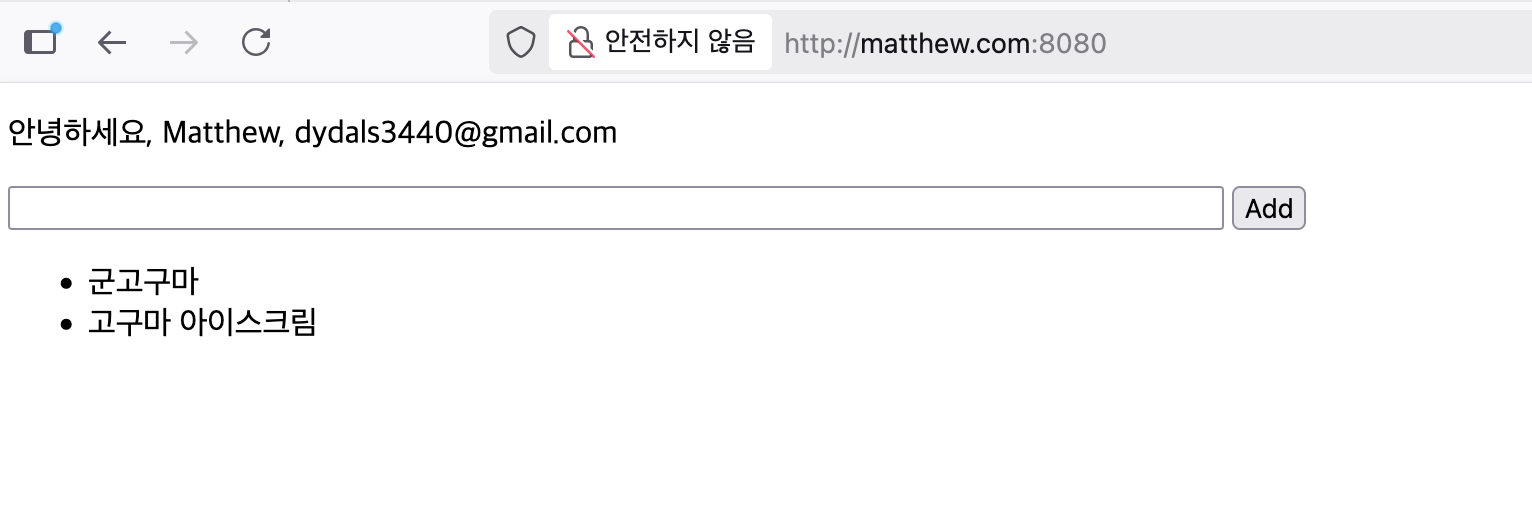 안전하지 않음 http://matthew.com:8080
안녕하세요, Matthew, dydals3440@gmail.com
Add
군고구마
고구마 아이스크림